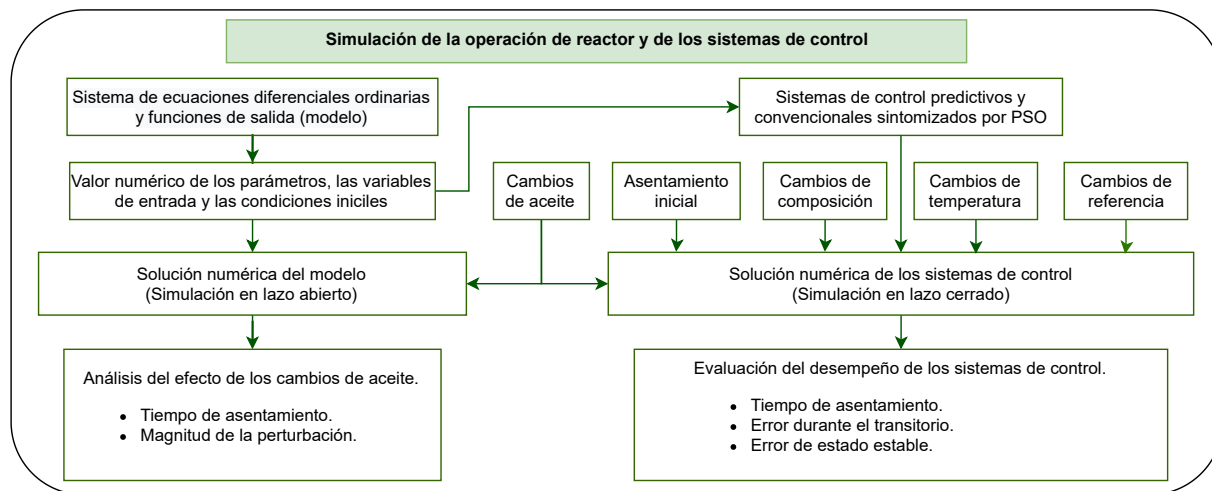 Simulación de la operación de reactor y de los sistemas de control
Sistema de ecuaciones diferenciales ordinarias
y funciones de salida (modelo)
Sistemas de control predictivos y
convencionales sintomizados por PSO
Valor numérico de los parámetros, las variables
de entrada y las condiciones iniciles
Cambios
de aceite
Asentamiento
inicial
Cambios de
composición
Cambios de
temperatura
Cambios de
referencia
Solución numérica del modelo
(Simulación en lazo abierto)
Solución numérica de los sistemas de control
(Simulación en lazo cerrado)
Análisis del efecto de los cambios de aceite.
• Tiempo de asentamiento.
• Magnitud de la perturbación.
Evaluación del desempeño de los sistemas de control.
• Tiempo de asentamiento.
• Error durante el transitorio.
• Error de estado estable.